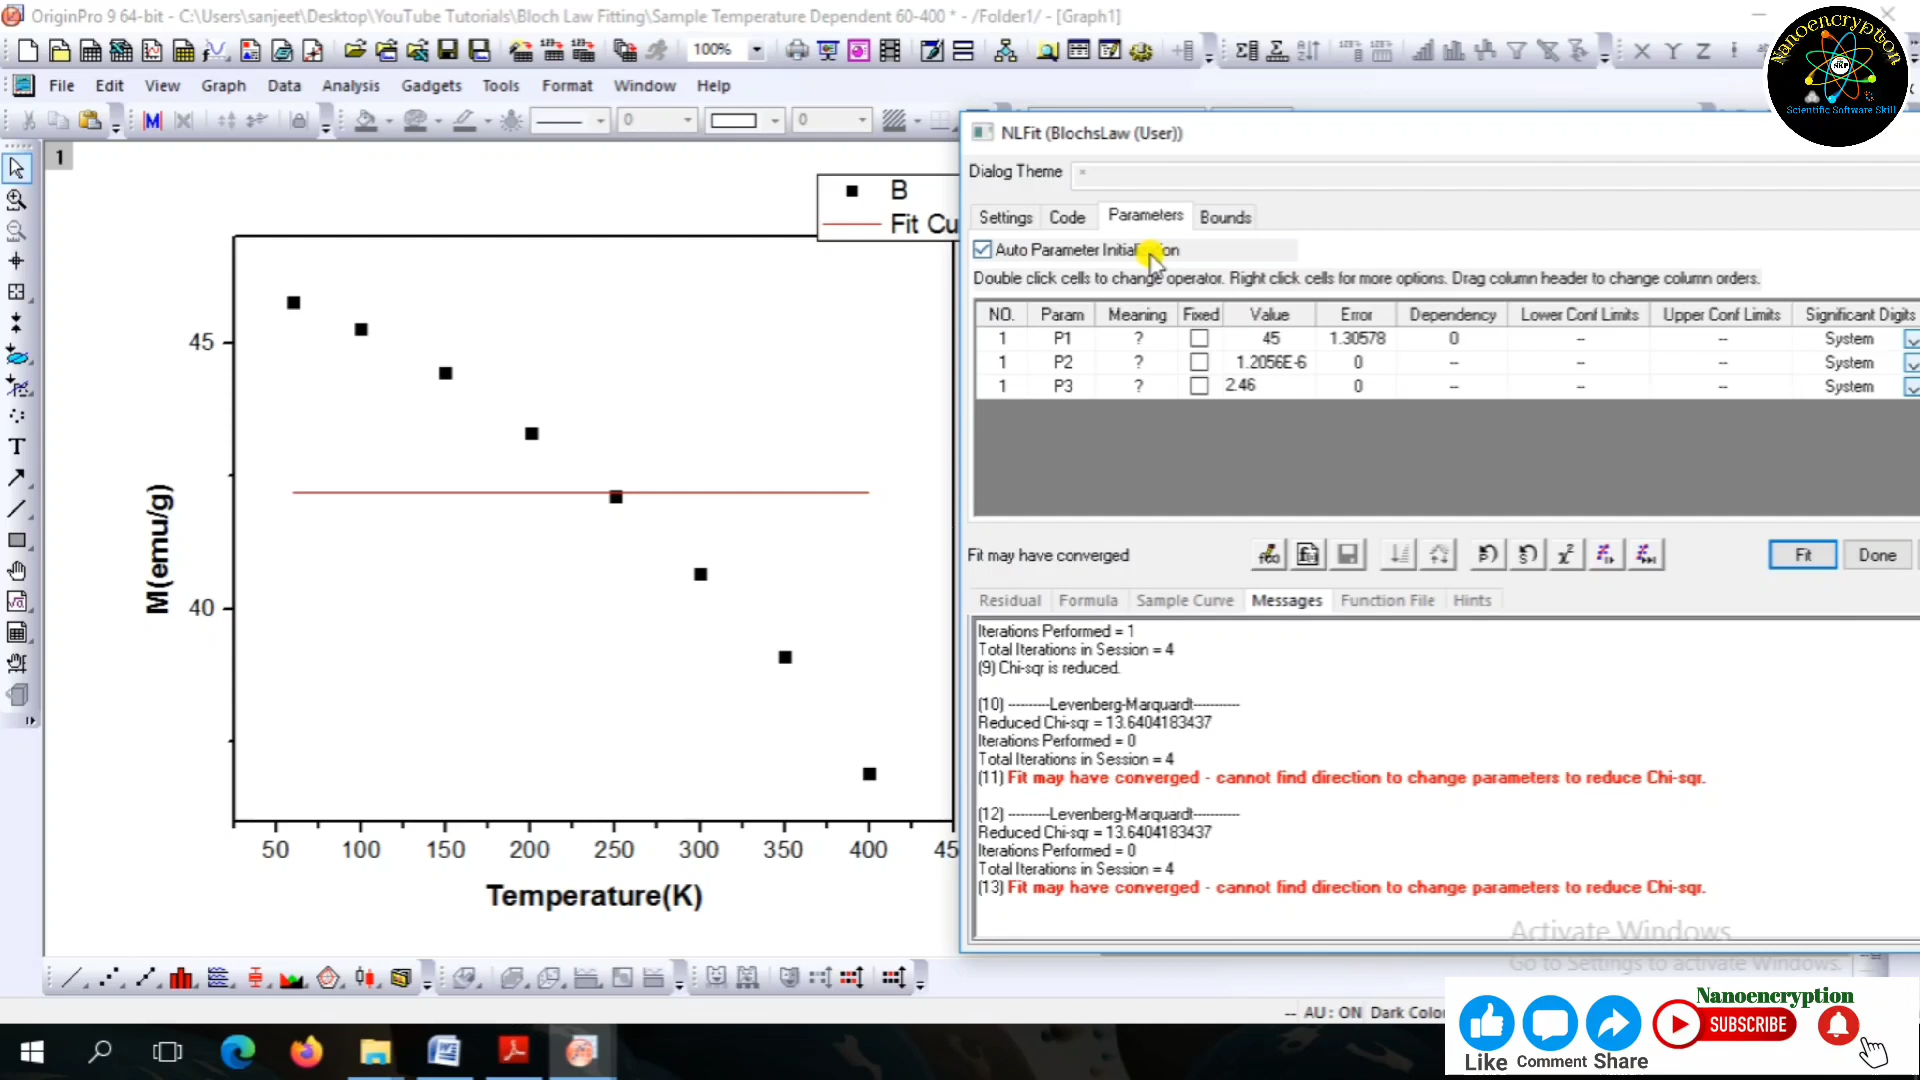 OriginPro 9 64-bit - C:\Users\sanjeet\Desktop\YouTube Tutorials\Bloch Law Fitting\Sample Temperature Dependent 60-400 * - /Folder1/ - [Graph1]
Nanoencryption
NKP
Scientific Software Skill
100%
X Y Z
File Edit View Graph Data Analysis Gadgets Tools Format Window Help
0 0
1
NLFit (BlochsLaw (User))
Dialog Theme *
Settings Code Parameters Bounds
Auto Parameter
Double click cells to change operator. Right click cells for more options. Drag column header to change column orders.
NO. Param Meaning Fixed Value Error Dependency Lower Conf Limits Upper Conf Limits Significant Digits
1 P1 ? 45 1.30578 0 -- -- System
1 P2 ? 1.2056E-6 0 -- -- -- System
1 P3 ? 2.46 0 -- -- -- System
B
Fit Cu
45
40
M(emu/g)
50 100 150 200 250 300 350 400 45
Temperature(K)
Fit may have converged
Fit Done
Residual Formula Sample Curve Messages Function File Hints
Iterations Performed = 1
Total Iterations in Session = 4
(9) Chi-sqr is reduced.
(10) ---------Levenberg-Marquardt----------
Reduced Chi-sqr = 13.6404183437
Iterations Performed = 0
Total Iterations in Session = 4
(11) Fit may have converged - cannot find direction to change parameters to reduce Chi-sqr.
(12) ---------Levenberg-Marquardt----------
Reduced Chi-sqr = 13.6404183437
Iterations Performed = 0
Total Iterations in Session = 4
(13) Fit may have converged - cannot find direction to change parameters to reduce Chi-sqr.
Activate Windows
Go to Settings to activate Windows.
-- AU : ON Dark Colo
Nanoencryption
SUBSCRIBE
Like Comment Share